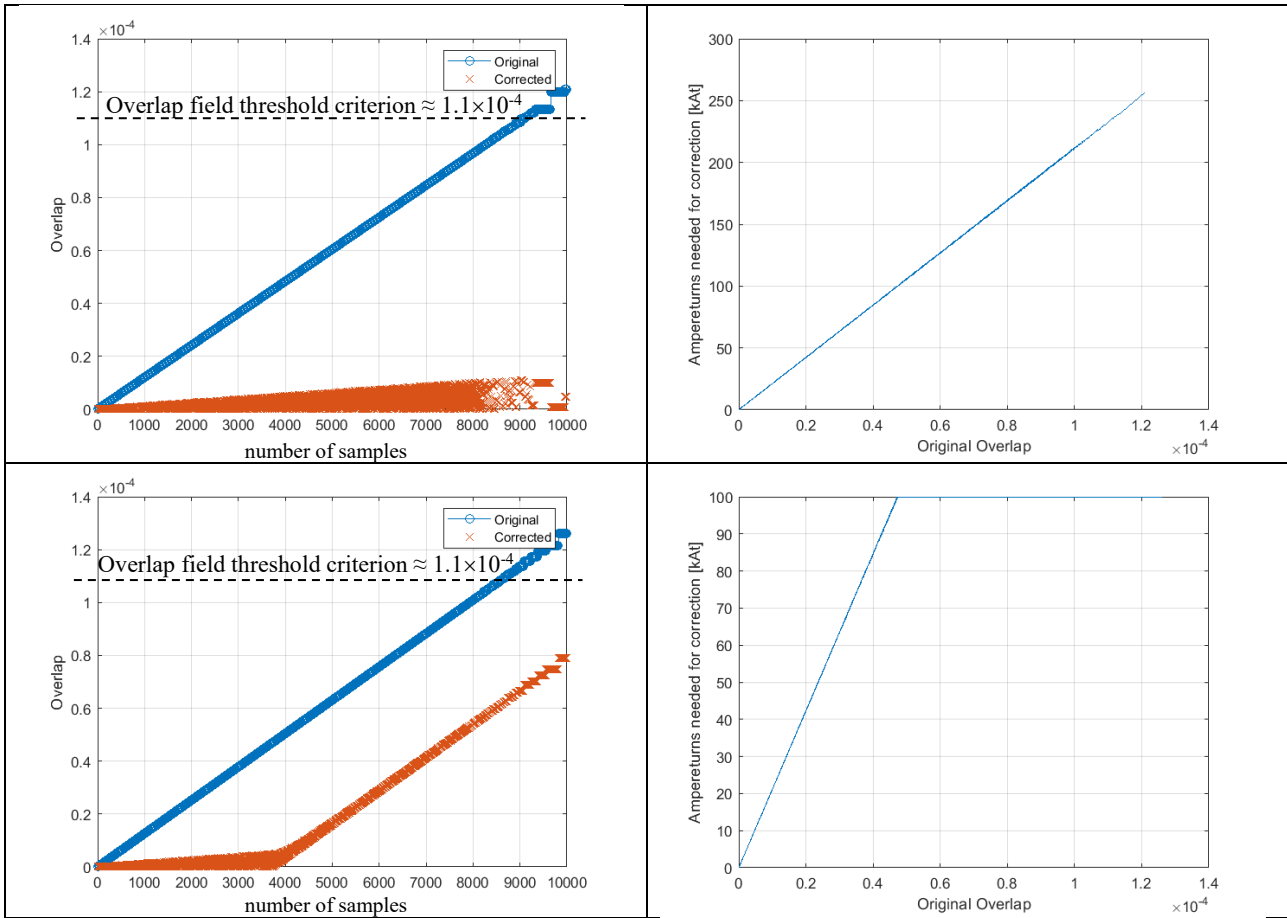 ×10-4
1.4
1.2
1
0.8
0.6
0.4
0.2
0
Overlap
Original
Corrected
Overlap field threshold criterion ≈ 1.1×10-4
0 1000 2000 3000 4000 5000 6000 7000 8000 9000 10000
number of samples
300
250
200
150
100
50
0
Ampereturns needed for correction [kAt]
0 0.2 0.4 0.6 0.8 1 1.2 1.4
Original Overlap
×10-4
×10-4
1.4
1.2
1
0.8
0.6
0.4
0.2
0
Overlap
Original
Corrected
Overlap field threshold criterion ≈ 1.1×10-4
0 1000 2000 3000 4000 5000 6000 7000 8000 9000 10000
number of samples
100
90
80
70
60
50
40
30
20
10
0
Ampereturns needed for correction [kAt]
0 0.2 0.4 0.6 0.8 1 1.2 1.4
Original Overlap
×10-4